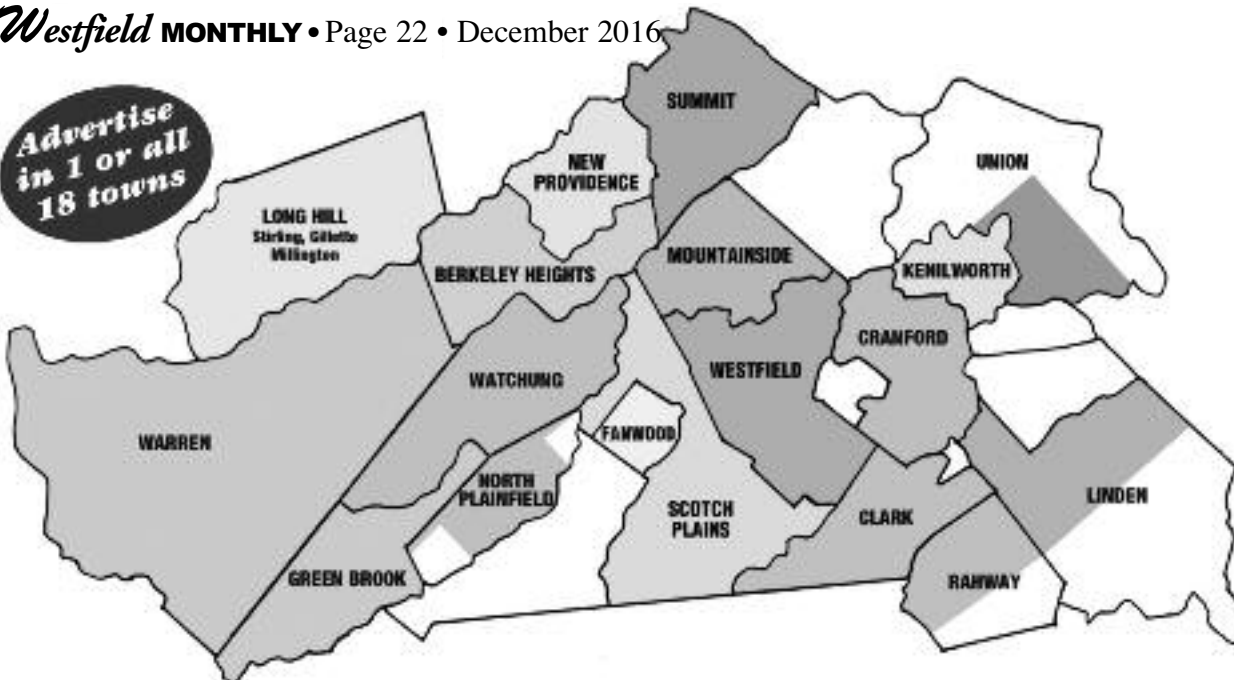 Westfield MONTHLY • Page 22 • December 2016
Advertise
in 1 or all
18 towns
SUMMIT
NEW
PROVIDENCE
UNION
LONG HILL
Stirling, Gillette
Millington
BERKELEY HEIGHTS
MOUNTAINSIDE
KENILWORTH
CRANFORD
WATCHUNG
WESTFIELD
WARREN
FANWOOD
NORTH
PLAINFIELD
SCOTCH
PLAINS
CLARK
LINDEN
GREEN BROOK
RAHWAY